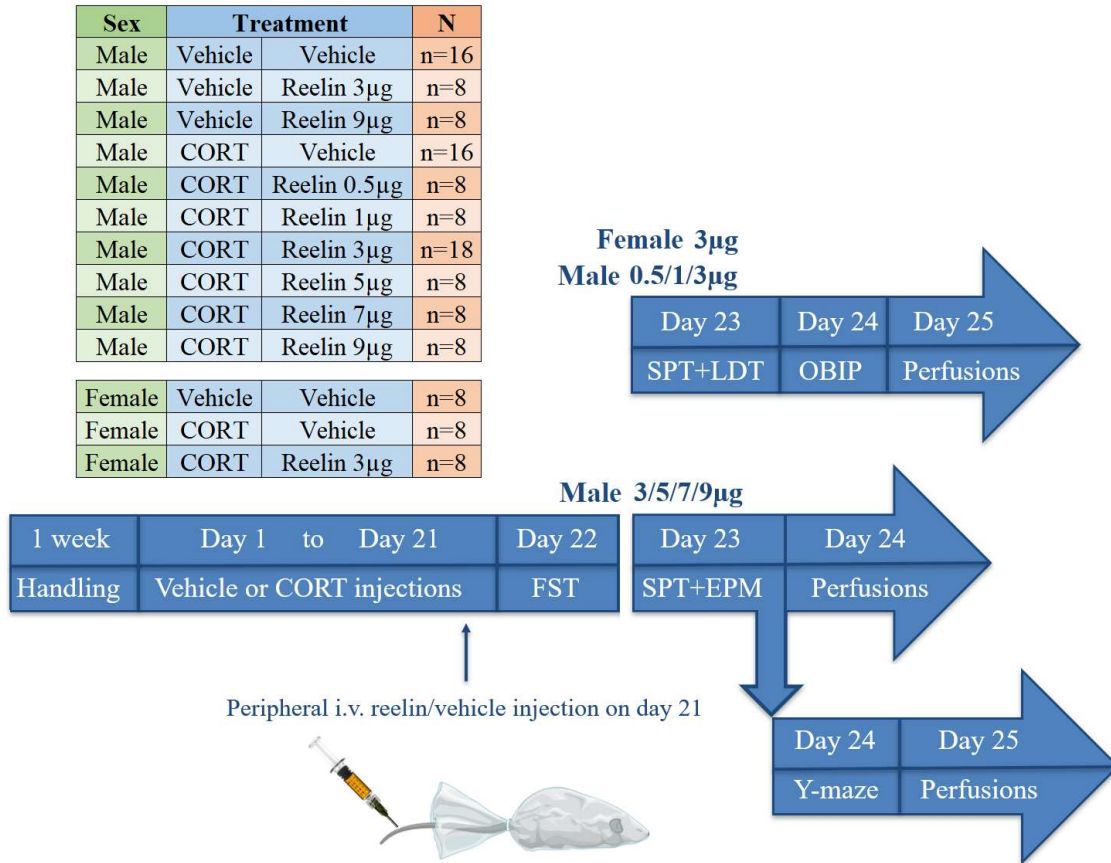 Sex Treatment N
Male Vehicle Vehicle n=16
Male Vehicle Reelin 3µg n=8
Male Vehicle Reelin 9µg n=8
Male CORT Vehicle n=16
Male CORT Reelin 0.5µg n=8
Male CORT Reelin 1µg n=8
Male CORT Reelin 3µg n=18
Male CORT Reelin 5µg n=8
Male CORT Reelin 7µg n=8
Male CORT Reelin 9µg n=8
Female Vehicle Vehicle n=8
Female CORT Vehicle n=8
Female CORT Reelin 3µg n=8
Female 3µg
Male 0.5/1/3µg
Day 23 Day 24 Day 25
SPT+LDT OBIP Perfusions
Male 3/5/7/9µg
1 week Day 1 to Day 21 Day 22 Day 23 Day 24
Handling Vehicle or CORT injections FST SPT+EPM Perfusions
Peripheral i.v. reelin/vehicle injection on day 21
Day 24 Day 25
Y-maze Perfusions